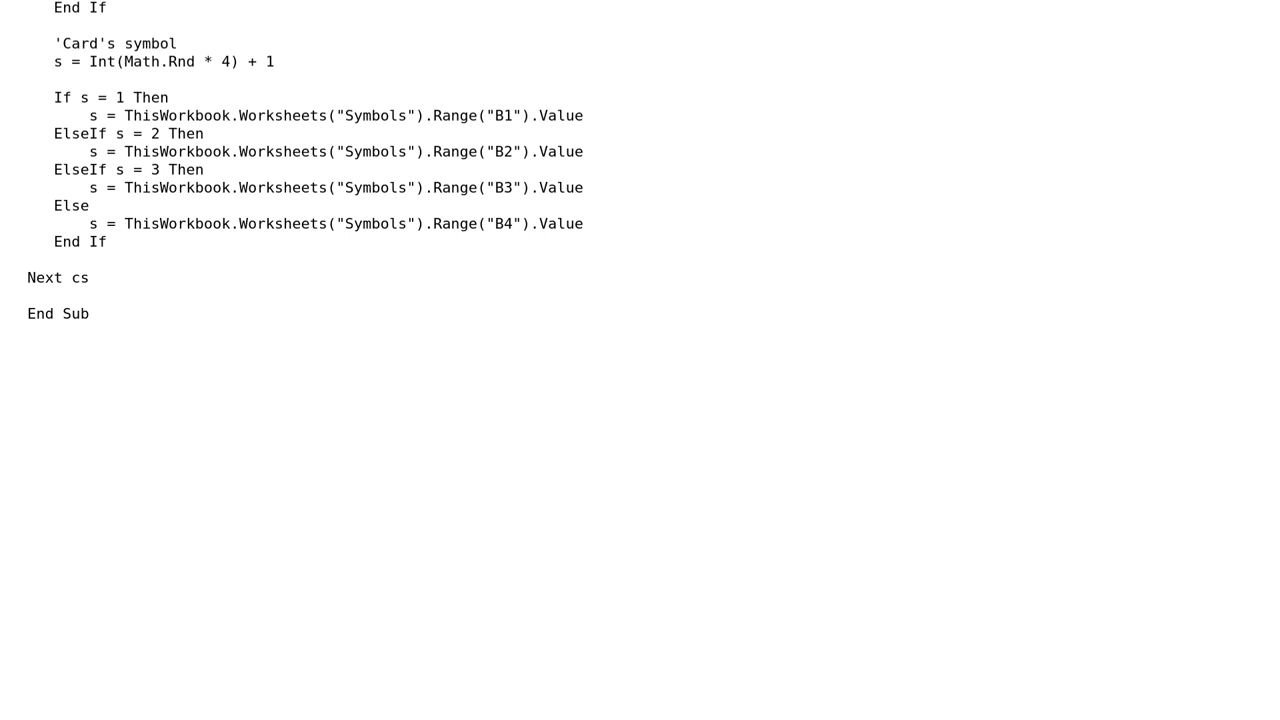 End If
'Card's symbol
s = Int(Math.Rnd * 4) + 1
If s = 1 Then
s = ThisWorkbook.Worksheets("Symbols").Range("B1").Value
ElseIf s = 2 Then
s = ThisWorkbook.Worksheets("Symbols").Range("B2").Value
ElseIf s = 3 Then
s = ThisWorkbook.Worksheets("Symbols").Range("B3").Value
Else
s = ThisWorkbook.Worksheets("Symbols").Range("B4").Value
End If
Next cs
End Sub